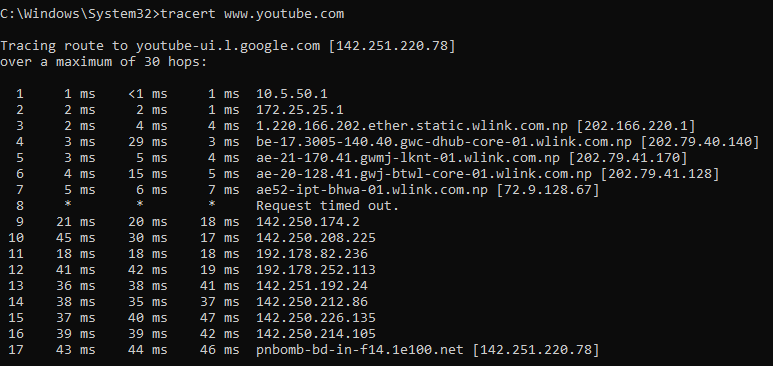 C:\Windows\System32>tracert www.youtube.com
Tracing route to youtube-ui.l.google.com [142.251.220.78]
over a maximum of 30 hops:
1 1 ms <1 ms 1 ms 10.5.50.1
2 2 ms 2 ms 1 ms 172.25.25.1
3 2 ms 4 ms 4 ms 1.220.166.202.ether.static.wlink.com.np [202.166.220.1]
4 3 ms 29 ms 3 ms be-17.3005-140.40.gwc-dhub-core-01.wlink.com.np [202.79.40.140]
5 3 ms 5 ms 4 ms ae-21-170.41.gwmj-lknt-01.wlink.com.np [202.79.41.170]
6 4 ms 15 ms 5 ms ae-20-128.41.gwj-btwl-core-01.wlink.com.np [202.79.41.128]
7 5 ms 6 ms 7 ms ae52-ipt-bhwa-01.wlink.com.np [72.9.128.67]
8 * * * Request timed out.
9 21 ms 20 ms 18 ms 142.250.174.2
10 45 ms 30 ms 17 ms 142.250.208.225
11 18 ms 18 ms 18 ms 192.178.82.236
12 41 ms 42 ms 19 ms 192.178.252.113
13 36 ms 38 ms 41 ms 142.251.192.24
14 38 ms 35 ms 37 ms 142.250.212.86
15 37 ms 40 ms 47 ms 142.250.226.135
16 39 ms 39 ms 42 ms 142.250.214.105
17 43 ms 44 ms 46 ms pnbomb-bd-in-f14.1e100.net [142.251.220.78]